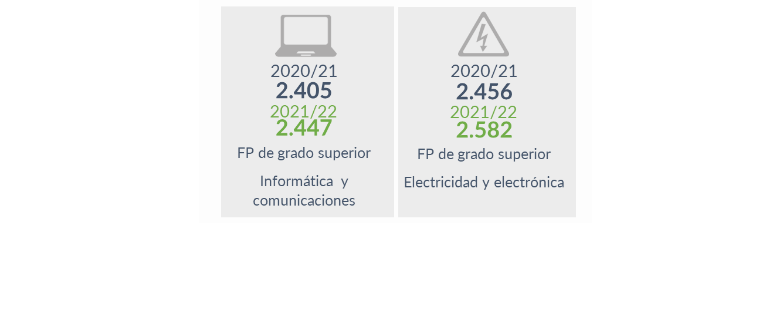 2020/21
2.405
2021/22
2.447
FP de grado superior
Informática y
comunicaciones
2020/21
2.456
2021/22
2.582
FP de grado superior
Electricidad y electrónica